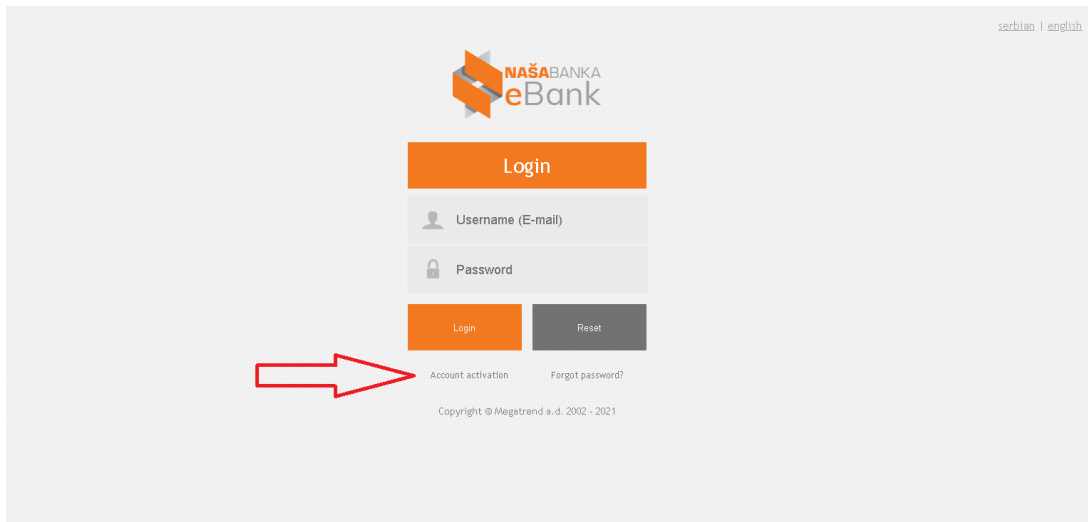 serbian | english
NAŠABANKA
eBank
Login
Username (E-mail)
Password
Login Reset
Account activation Forgot password?
Copyright © Megatrend a.d. 2002 - 2021